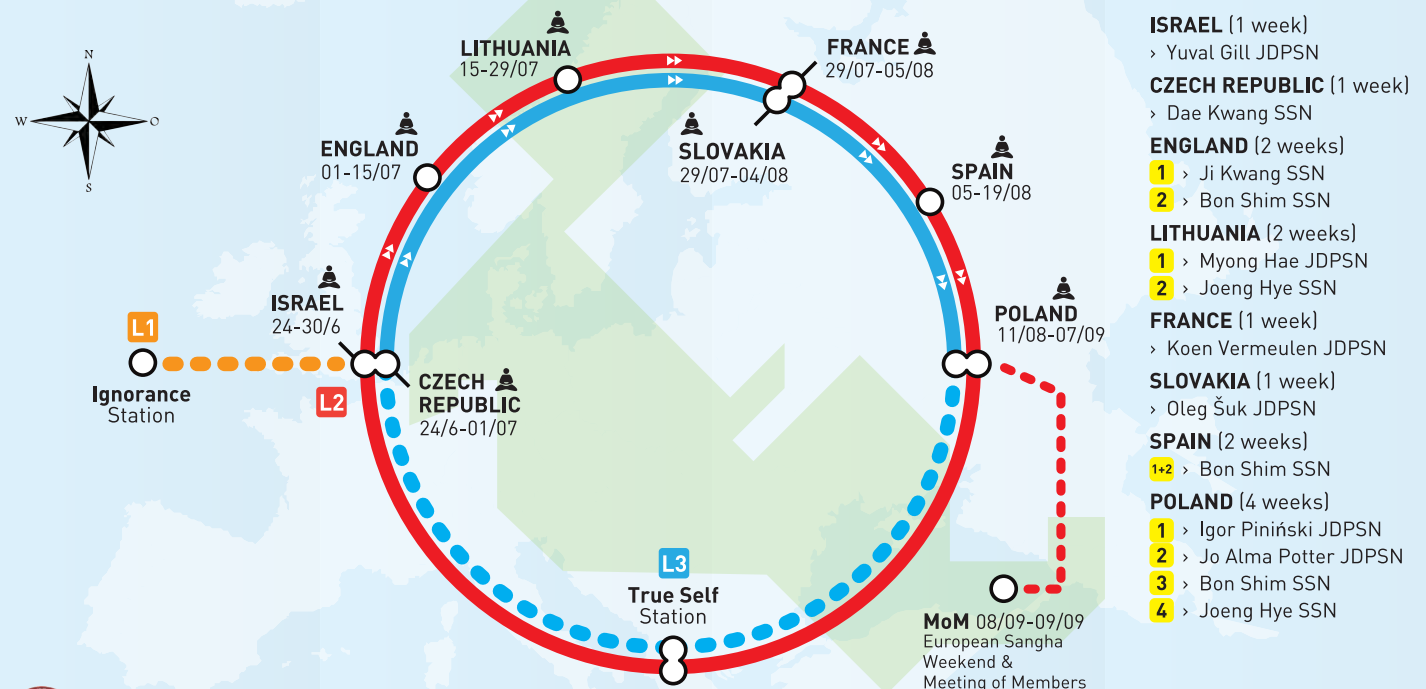 N
W
O
S
LITHUANIA
15-29/07
FRANCE
29/07-05/08
ENGLAND
01-15/07
SLOVAKIA
29/07-04/08
SPAIN
05-19/08
ISRAEL
24-30/6
POLAND
11/08-07/09
L1
Ignorance
Station
L2
CZECH
REPUBLIC
24/6-01/07
L3
True Self
Station
MoM 08/09-09/09
European Sangha
Weekend &
Meeting of Members
ISRAEL (1 week)
› Yuval Gill JDPSN
CZECH REPUBLIC (1 week)
› Dae Kwang SSN
ENGLAND (2 weeks)
1 › Ji Kwang SSN
2 › Bon Shim SSN
LITHUANIA (2 weeks)
1 › Myong Hae JDPSN
2 › Joeng Hye SSN
FRANCE (1 week)
› Koen Vermeulen JDPSN
SLOVAKIA (1 week)
› Oleg Šuk JDPSN
SPAIN (2 weeks)
1+2 › Bon Shim SSN
POLAND (4 weeks)
1 › Igor Piniński JDPSN
2 › Jo Alma Potter JDPSN
3 › Bon Shim SSN
4 › Joeng Hye SSN